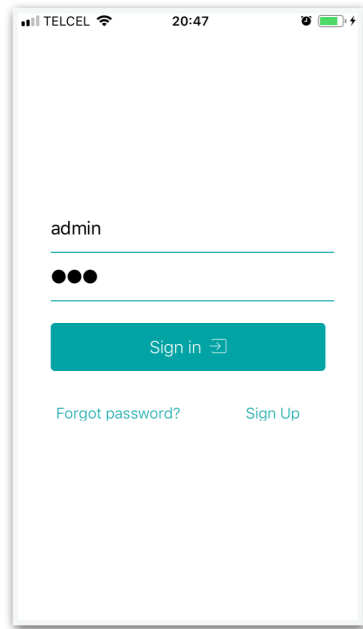 TELCEL 20:47
admin
●●●
Sign in
Forgot password? Sign Up